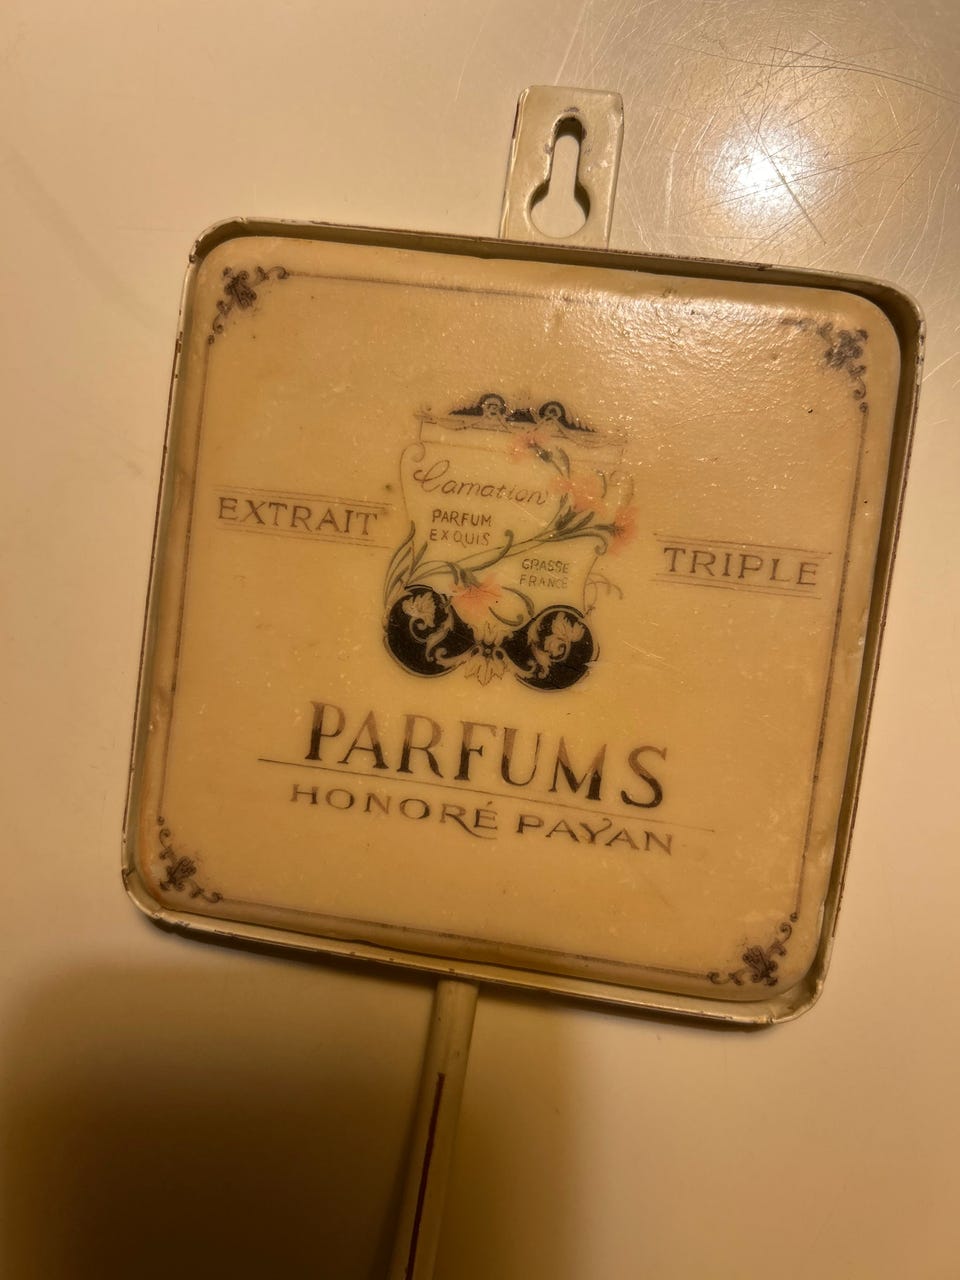 Carnation
PARFUM
EXQUIS
GRASSE
FRANCE
EXTRAIT
TRIPLE
PARFUMS
HONORÉ PAYAN